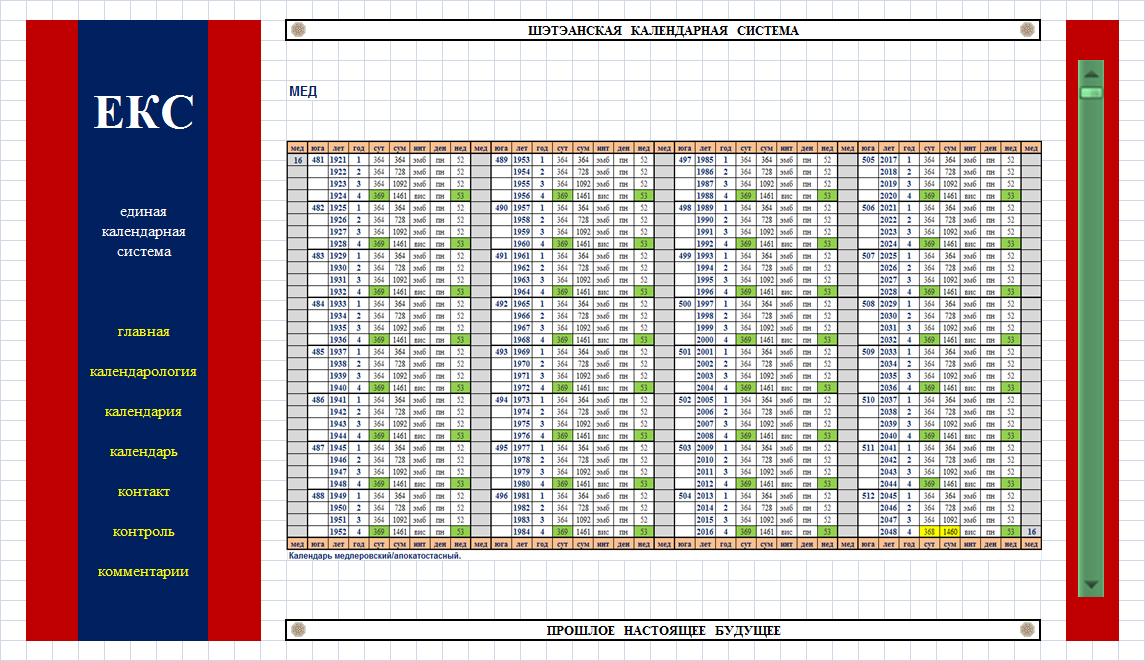 ЕКС
единая
календарная
система
главная
календарология
календария
календарь
контакт
контроль
комментарии
ШЭТЭАНСКАЯ КАЛЕНДАРНАЯ СИСТЕМА
МЕД
мед юга лет год сут сум инт ден нед мед юга лет год сут сум инт ден нед мед юга лет год сут сум инт ден нед мед юга лет год сут сум инт ден нед мед
16 481 1921 1 364 364 эмб пн 52 489 1953 1 364 364 эмб пн 52 497 1985 1 364 364 эмб пн 52 505 2017 1 364 364 эмб пн 52
1922 2 364 728 эмб пн 52 1954 2 364 728 эмб пн 52 1986 2 364 728 эмб пн 52 2018 2 364 728 эмб пн 52
1923 3 364 1092 эмб пн 52 1955 3 364 1092 эмб пн 52 1987 3 364 1092 эмб пн 52 2019 3 364 1092 эмб пн 52
1924 4 369 1461 вис пн 53 1956 4 369 1461 вис пн 53 1988 4 369 1461 вис пн 53 2020 4 369 1461 вис пн 53
482 1925 1 364 364 эмб пн 52 490 1957 1 364 364 эмб пн 52 498 1989 1 364 364 эмб пн 52 506 2021 1 364 364 эмб пн 52
1926 2 364 728 эмб пн 52 1958 2 364 728 эмб пн 52 1990 2 364 728 эмб пн 52 2022 2 364 728 эмб пн 52
1927 3 364 1092 эмб пн 52 1959 3 364 1092 эмб пн 52 1991 3 364 1092 эмб пн 52 2023 3 364 1092 эмб пн 52
1928 4 369 1461 вис пн 53 1960 4 369 1461 вис пн 53 1992 4 369 1461 вис пн 53 2024 4 369 1461 вис пн 53
483 1929 1 364 364 эмб пн 52 491 1961 1 364 364 эмб пн 52 499 1993 1 364 364 эмб пн 52 507 2025 1 364 364 эмб пн 52
1930 2 364 728 эмб пн 52 1962 2 364 728 эмб пн 52 1994 2 364 728 эмб пн 52 2026 2 364 728 эмб пн 52
1931 3 364 1092 эмб пн 52 1963 3 364 1092 эмб пн 52 1995 3 364 1092 эмб пн 52 2027 3 364 1092 эмб пн 52
1932 4 369 1461 вис пн 53 1964 4 369 1461 вис пн 53 1996 4 369 1461 вис пн 53 2028 4 369 1461 вис пн 53
484 1933 1 364 364 эмб пн 52 492 1965 1 364 364 эмб пн 52 500 1997 1 364 364 эмб пн 52 508 2029 1 364 364 эмб пн 52
1934 2 364 728 эмб пн 52 1966 2 364 728 эмб пн 52 1998 2 364 728 эмб пн 52 2030 2 364 728 эмб пн 52
1935 3 364 1092 эмб пн 52 1967 3 364 1092 эмб пн 52 1999 3 364 1092 эмб пн 52 2031 3 364 1092 эмб пн 52
1936 4 369 1461 вис пн 53 1968 4 369 1461 вис пн 53 2000 4 369 1461 вис пн 53 2032 4 369 1461 вис пн 53
485 1937 1 364 364 эмб пн 52 493 1969 1 364 364 эмб пн 52 501 2001 1 364 364 эмб пн 52 509 2033 1 364 364 эмб пн 52
1938 2 364 728 эмб пн 52 1970 2 364 728 эмб пн 52 2002 2 364 728 эмб пн 52 2034 2 364 728 эмб пн 52
1939 3 364 1092 эмб пн 52 1971 3 364 1092 эмб пн 52 2003 3 364 1092 эмб пн 52 2035 3 364 1092 эмб пн 52
1940 4 369 1461 вис пн 53 1972 4 369 1461 вис пн 53 2004 4 369 1461 вис пн 53 2036 4 369 1461 вис пн 53
486 1941 1 364 364 эмб пн 52 494 1973 1 364 364 эмб пн 52 502 2005 1 364 364 эмб пн 52 510 2037 1 364 364 эмб пн 52
1942 2 364 728 эмб пн 52 1974 2 364 728 эмб пн 52 2006 2 364 728 эмб пн 52 2038 2 364 728 эмб пн 52
1943 3 364 1092 эмб пн 52 1975 3 364 1092 эмб пн 52 2007 3 364 1092 эмб пн 52 2039 3 364 1092 эмб пн 52
1944 4 369 1461 вис пн 53 1976 4 369 1461 вис пн 53 2008 4 369 1461 вис пн 53 2040 4 369 1461 вис пн 53
487 1945 1 364 364 эмб пн 52 495 1977 1 364 364 эмб пн 52 503 2009 1 364 364 эмб пн 52 511 2041 1 364 364 эмб пн 52
1946 2 364 728 эмб пн 52 1978 2 364 728 эмб пн 52 2010 2 364 728 эмб пн 52 2042 2 364 728 эмб пн 52
1947 3 364 1092 эмб пн 52 1979 3 364 1092 эмб пн 52 2011 3 364 1092 эмб пн 52 2043 3 364 1092 эмб пн 52
1948 4 369 1461 вис пн 53 1980 4 369 1461 вис пн 53 2012 4 369 1461 вис пн 53 2044 4 369 1461 вис пн 53
488 1949 1 364 364 эмб пн 52 496 1981 1 364 364 эмб пн 52 504 2013 1 364 364 эмб пн 52 512 2045 1 364 364 эмб пн 52
1950 2 364 728 эмб пн 52 1982 2 364 728 эмб пн 52 2014 2 364 728 эмб пн 52 2046 2 364 728 эмб пн 52
1951 3 364 1092 эмб пн 52 1983 3 364 1092 эмб пн 52 2015 3 364 1092 эмб пн 52 2047 3 364 1092 эмб пн 52
1952 4 369 1461 вис пн 53 1984 4 369 1461 вис пн 53 2016 4 369 1461 вис пн 53 2048 4 368 1460 вис пн 53 16
мед юга лет год сут сум инт ден нед мед юга лет год сут сум инт ден нед мед юга лет год сут сум инт ден нед мед юга лет год сут сум инт ден нед мед
Календарь медлеровский/апокатостасный.
ПРОШЛОЕ НАСТОЯЩЕЕ БУДУЩЕЕ